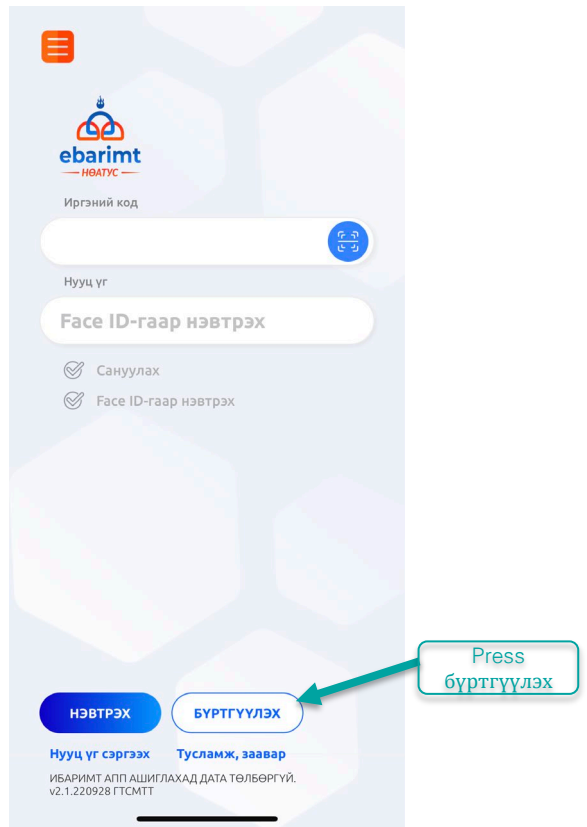 ebarimt
НӨАТУС
Иргэний код
Нууц үг
Face ID-гаар нэвтрэх
Сануулах
Face ID-гаар нэвтрэх
Press
бүртгүүлэх
НЭВТРЭХ БҮРТГҮҮЛЭХ
Нууц үг сэргээх Тусламж, заавар
ИБАРИМТ АПП АШИГЛАХАД ДАТА ТӨЛБӨРГҮЙ.
v2.1.220928 ГТСМТТ